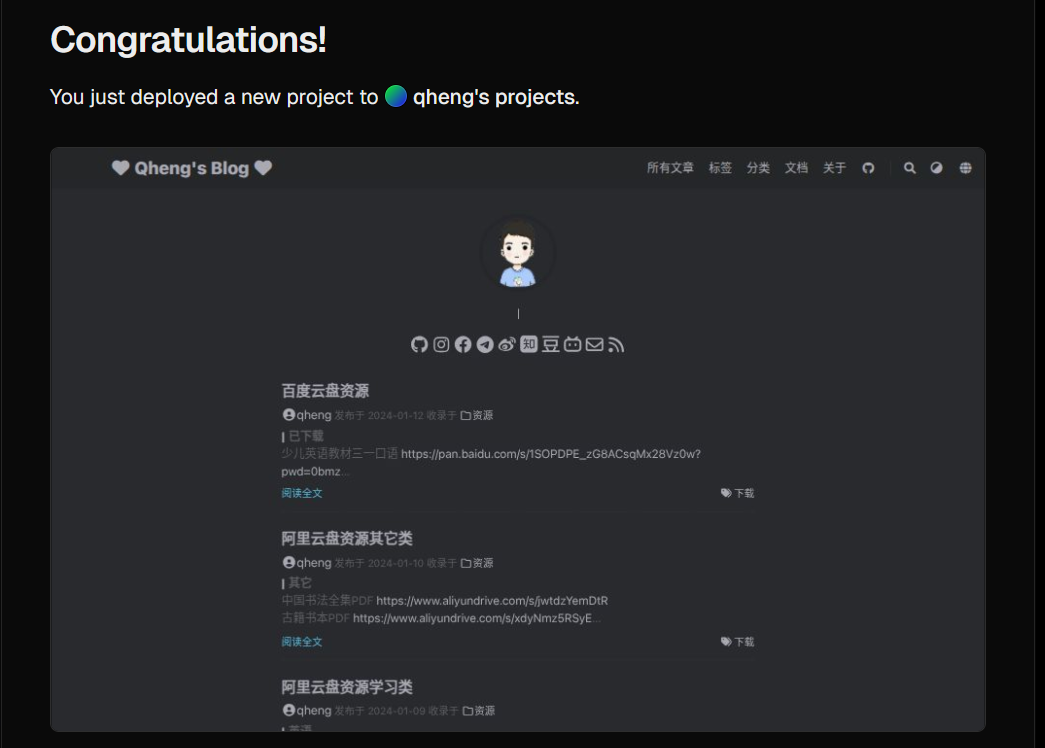 Congratulations!
You just deployed a new project to qheng's projects.
Qheng's Blog
所有文章 标签 分类 文档 关于
知 豆
百度云盘资源
qheng 发布于 2024-01-12 收录于 资源
已下载
少儿英语教材三一口语 https://pan.baidu.com/s/1SOPDPE_zG8ACsqMx28Vz0w?
pwd=0bmz...
阅读全文 下载
阿里云盘资源其它类
qheng 发布于 2024-01-10 收录于 资源
其它
中国书法全集PDF https://www.aliyundrive.com/s/jwtdzYemDtR
古籍书本PDF https://www.aliyundrive.com/s/xdyNmz5RSyE...
阅读全文 下载
阿里云盘资源学习类
qheng 发布于 2024-01-09 收录于 资源
英语